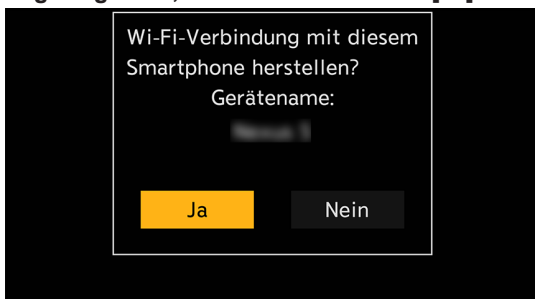 Wi-Fi-Verbindung mit diesem
Smartphone herstellen?
Gerätename:
Ja Nein